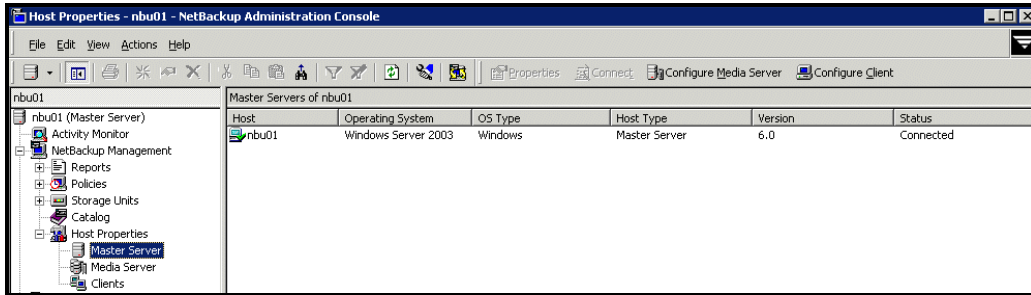 Host Properties - nbu01 - NetBackup Administration Console
File Edit View Actions Help
Properties Connect Configure Media Server Configure Client
nbu01 Master Servers of nbu01
nbu01 (Master Server)
Host Operating System OS Type Host Type Version Status
nbu01 Windows Server 2003 Windows Master Server 6.0 Connected
Activity Monitor
NetBackup Management
Reports
Policies
Storage Units
Catalog
Host Properties
Master Server
Media Server
Clients